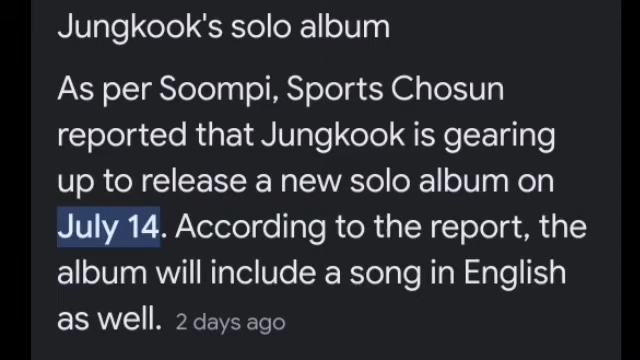 Jungkook's solo album
As per Soompi, Sports Chosun
reported that Jungkook is gearing
up to release a new solo album on
July 14. According to the report, the
album will include a song in English
as well. 2 days ago